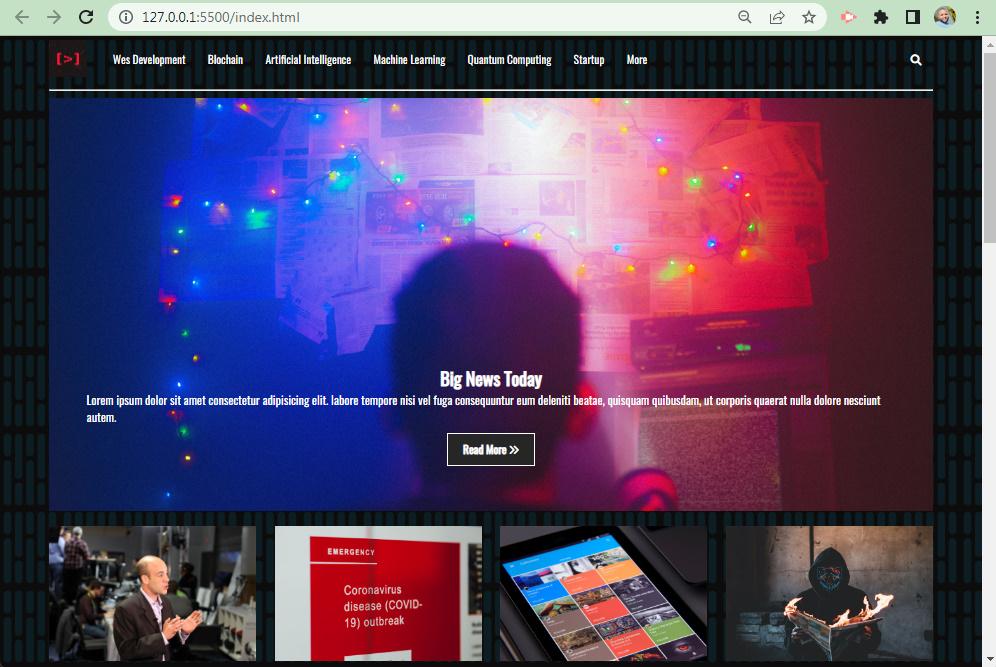 127.0.0.1:5500/index.html
[>]
Wes Development Blochain Artificial Intelligence Machine Learning Quantum Computing Startup More
Big News Today
Lorem ipsum dolor sit amet consectetur adipisicing elit. labore tempore nisi vel fuga consequuntur eum deleniti beatae, quisquam quibusdam, ut corporis quaerat nulla dolore nesciunt
autem.
Read More
EMERGENCY
Coronavirus
disease (COVID-
19) outbreak